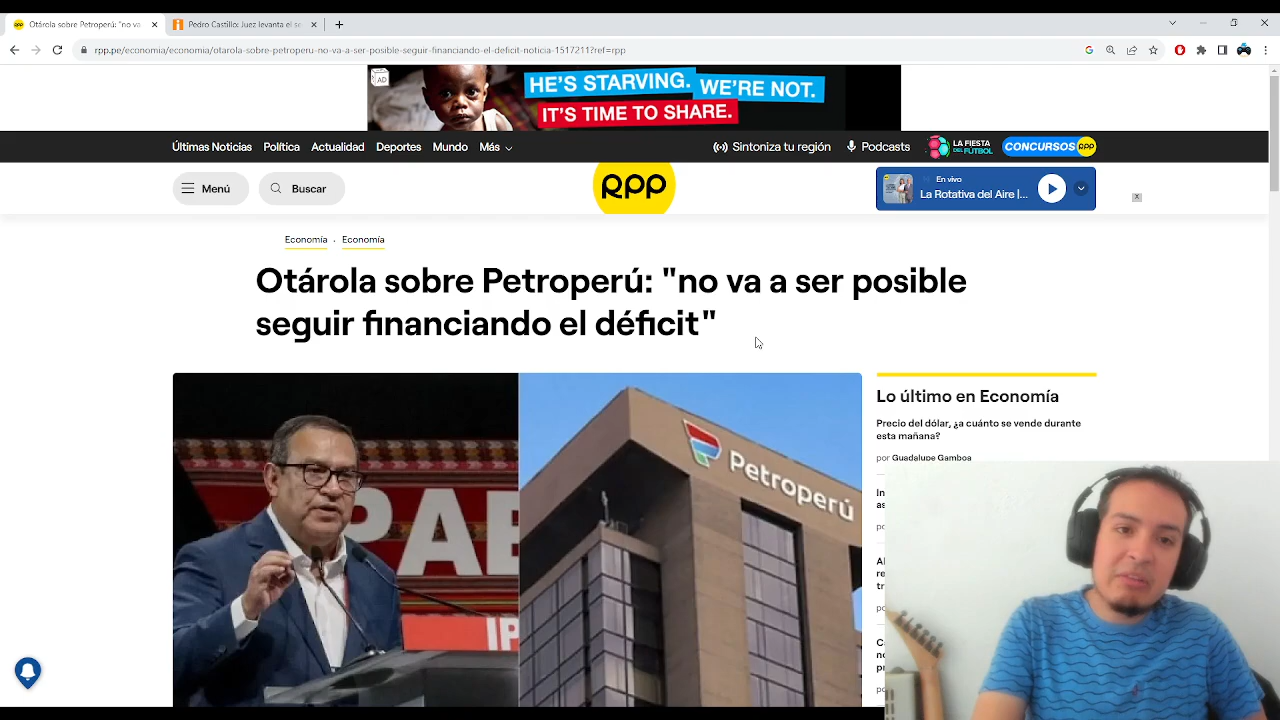 Otárola sobre Petroperú: "no va
Pedro Castillo: Juez levanta el se
rpp.pe/economia/economia/otarola-sobre-petroperu-no-va-a-ser-posible-seguir-financiando-el-deficit-noticia-1517211?ref=rpp
AD
HE'S STARVING. WE'RE NOT.
IT'S TIME TO SHARE.
Últimas Noticias Política Actualidad Deportes Mundo Más
Sintoniza tu región Podcasts LA FIESTA DEL FÚTBOL CONCURSOS RPP
Menú Buscar
rpp
En vivo
La Rotativa del Aire |...
X
Economía . Economía
Otárola sobre Petroperú: "no va a ser posible
seguir financiando el déficit"
Petroperú
Lo último en Economía
Precio del dólar, ¿a cuánto se vende durante
esta mañana?
por Guadalupe Gamboa